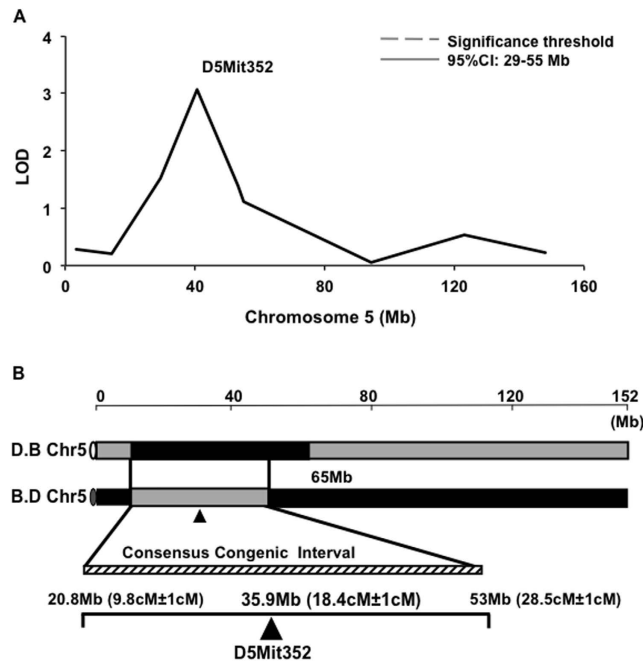 A
4
3
2
1
0
LOD
D5Mit352
Significance threshold
95%CI: 29-55 Mb
0 40 80 120 160
Chromosome 5 (Mb)
B
0 40 80 120 152
(Mb)
D.B Chr5
65Mb
B.D Chr5
Consensus Congenic Interval
20.8Mb (9.8cM±1cM) 35.9Mb (18.4cM±1cM) 53Mb (28.5cM±1cM)
D5Mit352